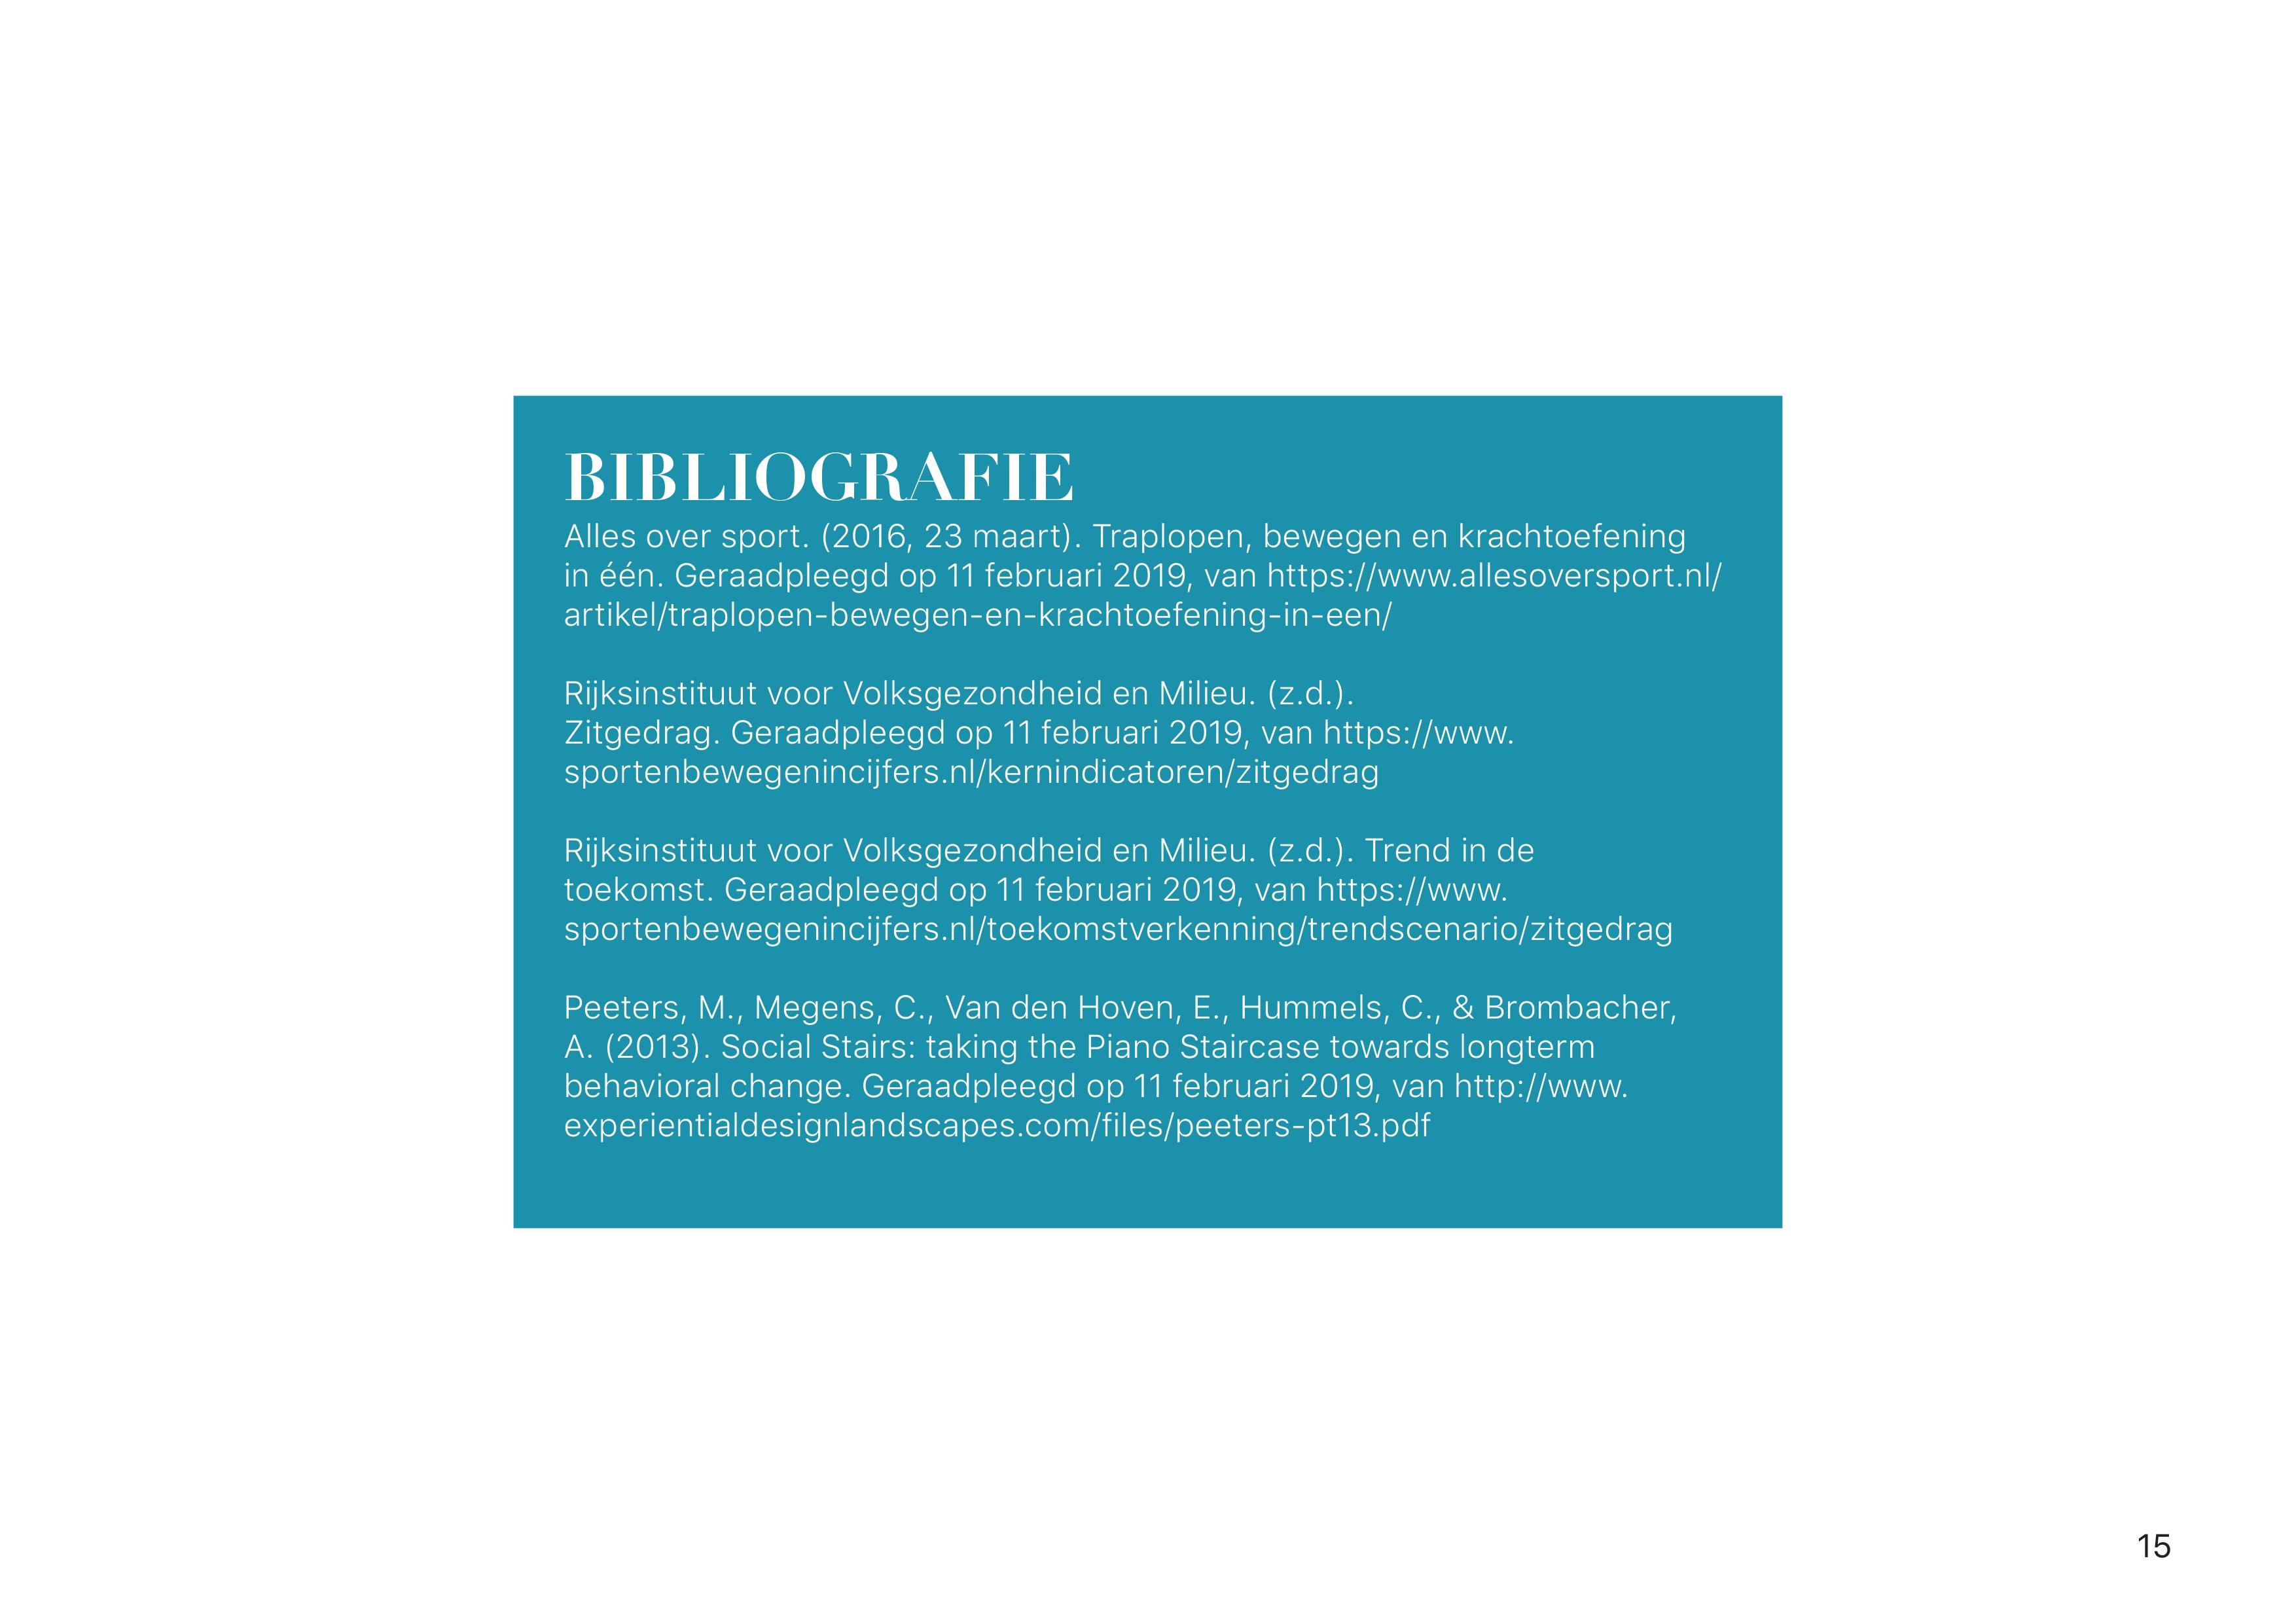 BIBLIOGRAFIE
Alles over sport. (2016, 23 maart). Traplopen, bewegen en krachtoefening
in één. Geraadpleegd op 11 februari 2019, van https://www.allesoversport.nl/
artikel/traplopen-bewegen-en-krachtoefening-in-een/
Rijksinstituut voor Volksgezondheid en Milieu. (z.d.).
Zitgedrag. Geraadpleegd op 11 februari 2019, van https://www.
sportenbewegenincijfers.nl/kernindicatoren/zitgedrag
Rijksinstituut voor Volksgezondheid en Milieu. (z.d.). Trend in de
toekomst. Geraadpleegd op 11 februari 2019, van https://www.
sportenbewegenincijfers.nl/toekomstverkenning/trendscenario/zitgedrag
Peeters, M., Megens, C., Van den Hoven, E., Hummels, C., & Brombacher,
A. (2013). Social Stairs: taking the Piano Staircase towards longterm
behavioral change. Geraadpleegd op 11 februari 2019, van http://www.
experientialdesignlandscapes.com/files/peeters-pt13.pdf
15